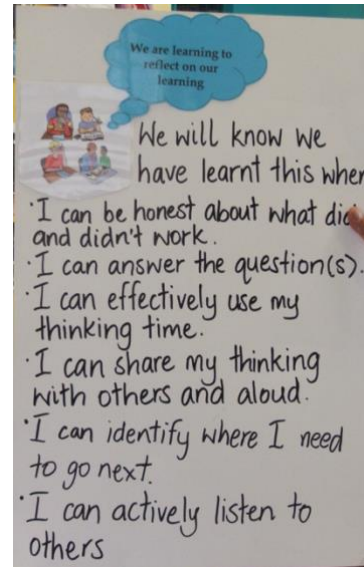 We are learning to
reflect on our
learning
We will know we
have learnt this when
· I can be honest about what did
and didn't work.
· I can answer the question(s).
· I can effectively use my
thinking time.
· I can share my thinking
with others and aloud.
· I can identify where I need
to go next.
· I can actively listen to
others